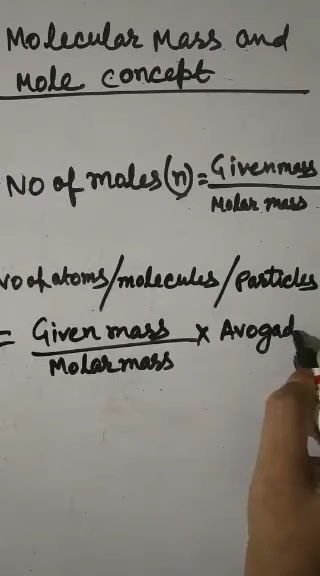 Molecular Mass and
Mole concept
No of moles (n) = Given mass
Molar mass
No of atoms/molecules/particles
= Given mass x Avogad
Molar mass